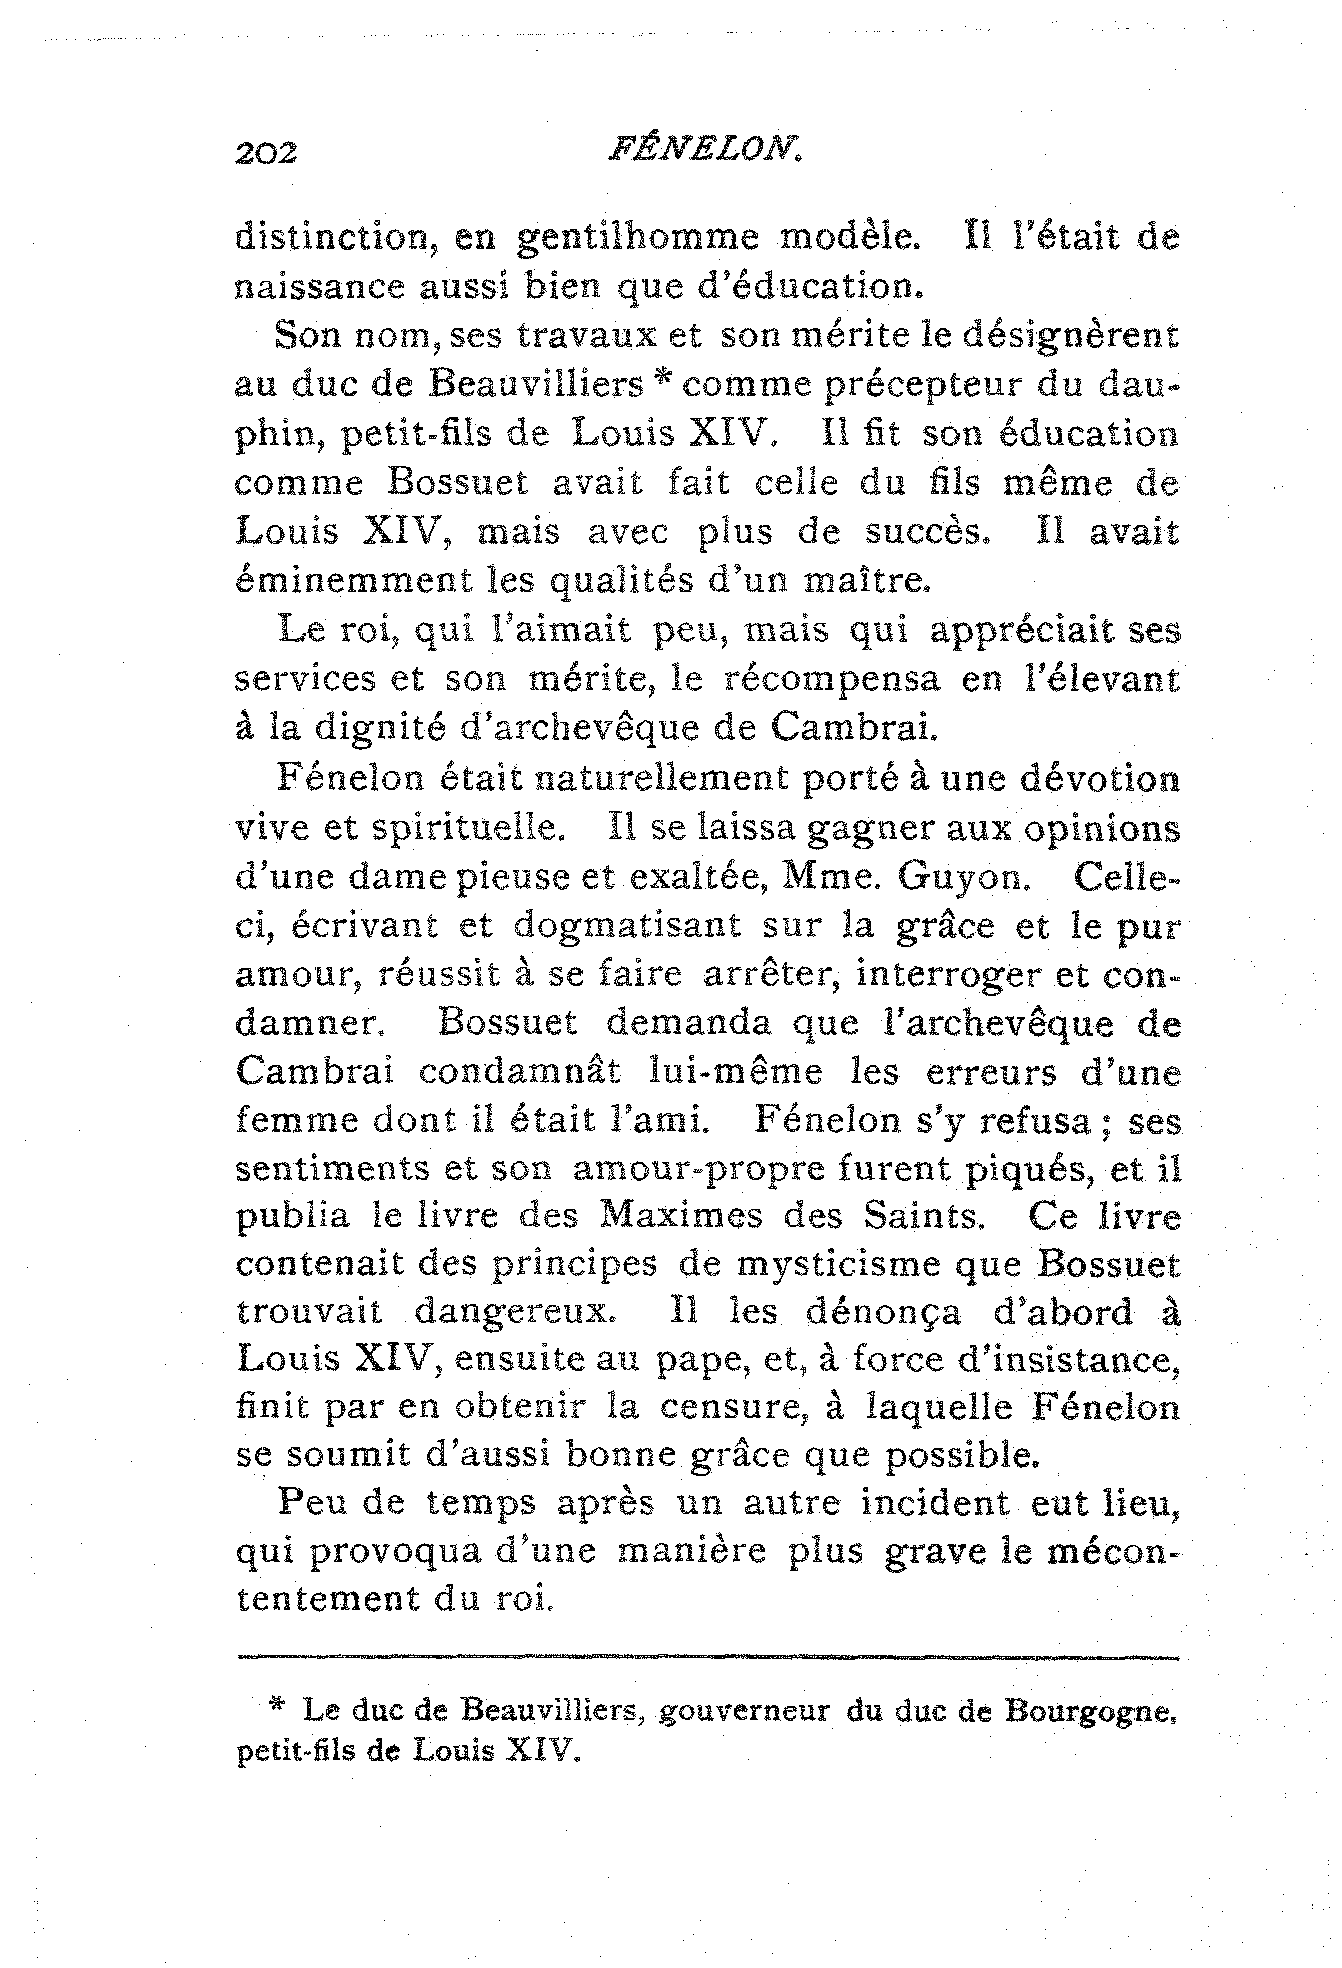 202 FÉNELON.
distinction, en gentilhomme modèle. Il l'était de
naissance aussi bien que d'éducation.
Son nom, ses travaux et son mérite le désignèrent
au duc de Beauvilliers * comme précepteur du dau-
phin, petit-fils de Louis XIV. Il fit son éducation
comme Bossuet avait fait celle du fils même de
Louis XIV, mais avec plus de succès. Il avait
éminemment les qualités d'un maître.
Le roi, qui l'aimait peu, mais qui appréciait ses
services et son mérite, le récompensa en l'élevant
à la dignité d'archevêque de Cambrai.
Fénelon était naturellement porté à une dévotion
vive et spirituelle. Il se laissa gagner aux opinions
d'une dame pieuse et exaltée, Mme. Guyon. Celle-
ci, écrivant et dogmatisant sur la grâce et le pur
amour, réussit à se faire arrêter, interroger et con-
damner. Bossuet demanda que l'archevêque de
Cambrai condamnât lui-même les erreurs d'une
femme dont il était l'ami. Fénelon s'y refusa ; ses
sentiments et son amour-propre furent piqués, et il
publia le livre des Maximes des Saints. Ce livre
contenait des principes de mysticisme que Bossuet
trouvait dangereux. Il les dénonça d'abord à
Louis XIV, ensuite au pape, et, à force d'insistance,
finit par en obtenir la censure, à laquelle Fénelon
se soumit d'aussi bonne grâce que possible.
Peu de temps après un autre incident eut lieu,
qui provoqua d'une manière plus grave le mécon-
tentement du roi.
* Le duc de Beauvilliers, gouverneur du duc de Bourgogne,
petit-fils de Louis XIV.